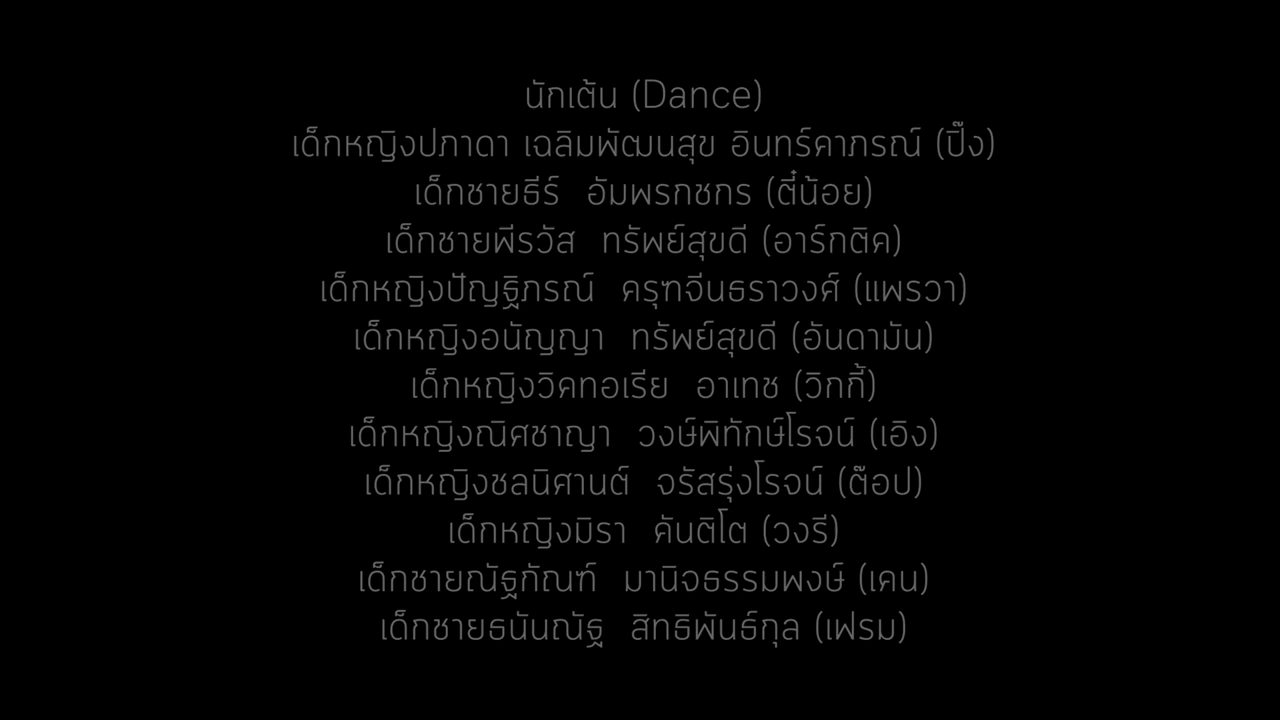 นักเต้น (Dance)
เด็กหญิงปภาดา เฉลิมพัฒนสุข อินทร์คาภรณ์ (ปิ๊ง)
เด็กชายธีร์ อัมพรกชกร (ตี๋น้อย)
เด็กชายพีรวัส ทรัพย์สุขดี (อาร์กติค)
เด็กหญิงปัญฐิภรณ์ ครุฑจีนธราวงศ์ (แพรวา)
เด็กหญิงอนัญญา ทรัพย์สุขดี (อันดามัน)
เด็กหญิงวิคทอเรีย อาเทช (วิกกี้)
เด็กหญิงณิศชาญา วงษ์พิทักษ์โรจน์ (เอิง)
เด็กหญิงชลนิศานต์ จรัสรุ่งโรจน์ (ต๊อป)
เด็กหญิงมิรา คันติโต (วงรี)
เด็กชายณัฐกัณฑ์ มานิจธรรมพงษ์ (เคน)
เด็กชายธนันณัฐ สิทธิพันธ์กุล (เฟรม)